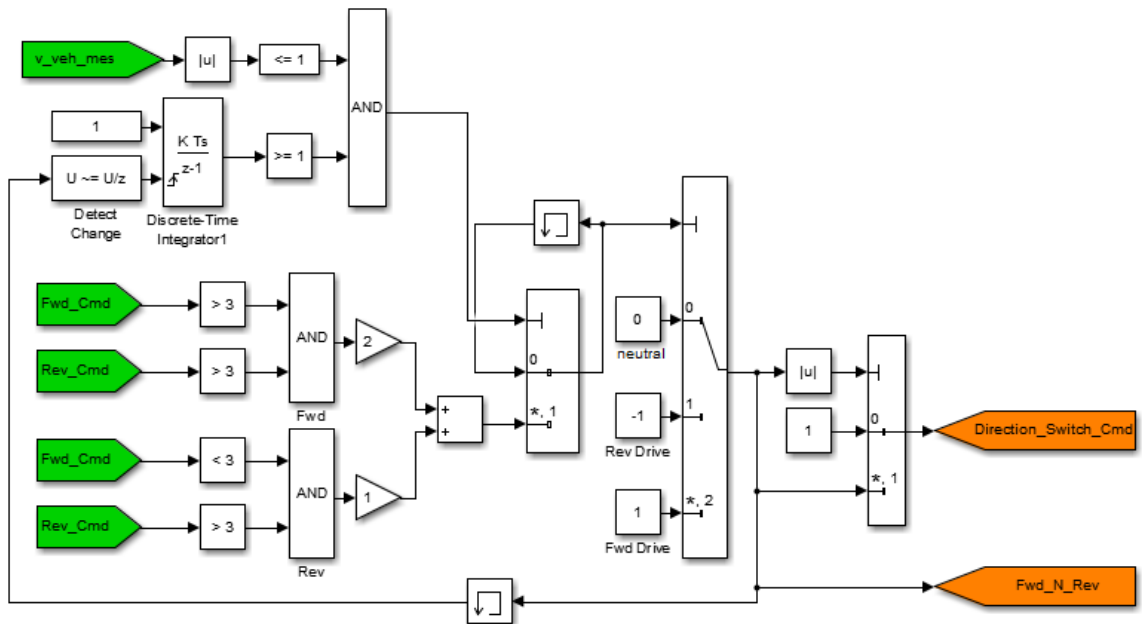 v_veh_mes
|u|
<= 1
AND
1
K Ts
z-1
>= 1
U ~= U/z
Detect
Change
Discrete-Time
Integrator1
Fwd_Cmd
> 3
Rev_Cmd
> 3
AND
Fwd
2
+
+
Fwd_Cmd
< 3
Rev_Cmd
> 3
AND
Rev
1
0
*, 1
0
neutral
0
-1
Rev Drive
1
1
Fwd Drive
*, 2
|u|
1
0
*, 1
Direction_Switch_Cmd
Fwd_N_Rev